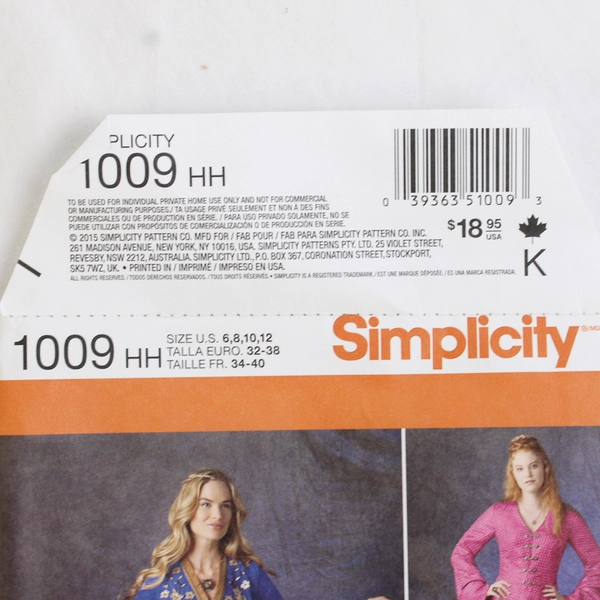 PLICITY
1009 HH
TO BE USED FOR INDIVIDUAL PRIVATE HOME USE ONLY AND NOT FOR COMMERCIAL
OR MANUFACTURING PURPOSES./ TA USAGE PRIVÉ SEULEMENT ET NON À DES FINS
COMMERCIALES OU DE PRODUCTION EN SÉRIE. / PARA USO PRIVADO SOLAMENTE, NO SE
PUEDE UTILIZAR CON PROPÓSITOS DE COMERCIALIZACIÓN O DE PRODUCCIÓN EN SERIE.
© 2015 SIMPLICITY PATTERN CO. MFD FOR / FAB POUR / FAB PARA SIMPLICITY PATTERN CO. INC.
261 MADISON AVENUE, NEW YORK, NY 10016, USA. SIMPLICITY PATTERNS PTY. LTD. 25 VIOLET STREET,
REVESBY, NSW 2212, AUSTRALIA. SIMPLICITY LTD., P.O. BOX 367, CORONATION STREET, STOCKPORT,
SK5 7WZ, UK. • PRINTED IN / IMPRIMÉ / IMPRESO EN USA.
ALL RIGHTS RESERVED. / TODOS DERECHOS RESERVADOS. / TOUS DROITS RÉSERVÉS. • SIMPLICITY IS A REGISTERED TRADEMARK./ EST UNE MARQUE DÉPOSÉE. / ES UNA MARCA REGISTRADA.
0 39363 51009 3
$18.95 USA
K
1009 HH
SIZE U.S. 6,8,10,12
TALLA EURO. 32-38
TAILLE FR. 34-40
Simplicity